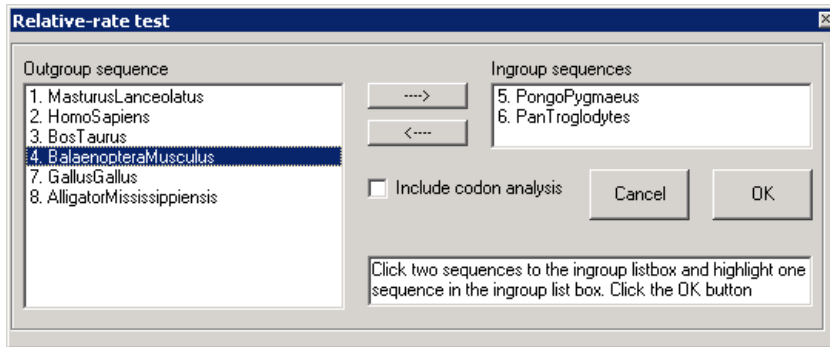 Relative-rate test
Outgroup sequence
1. MasturusLanceolatus
2. HomoSapiens
3. BosTaurus
4. BalaenopteraMusculus
7. GallusGallus
8. AlligatorMississippiensis
---->
<----
Ingroup sequences
5. PongoPygmaeus
6. PanTroglodytes
Include codon analysis
Cancel
OK
Click two sequences to the ingroup listbox and highlight one
sequence in the ingroup list box. Click the OK button